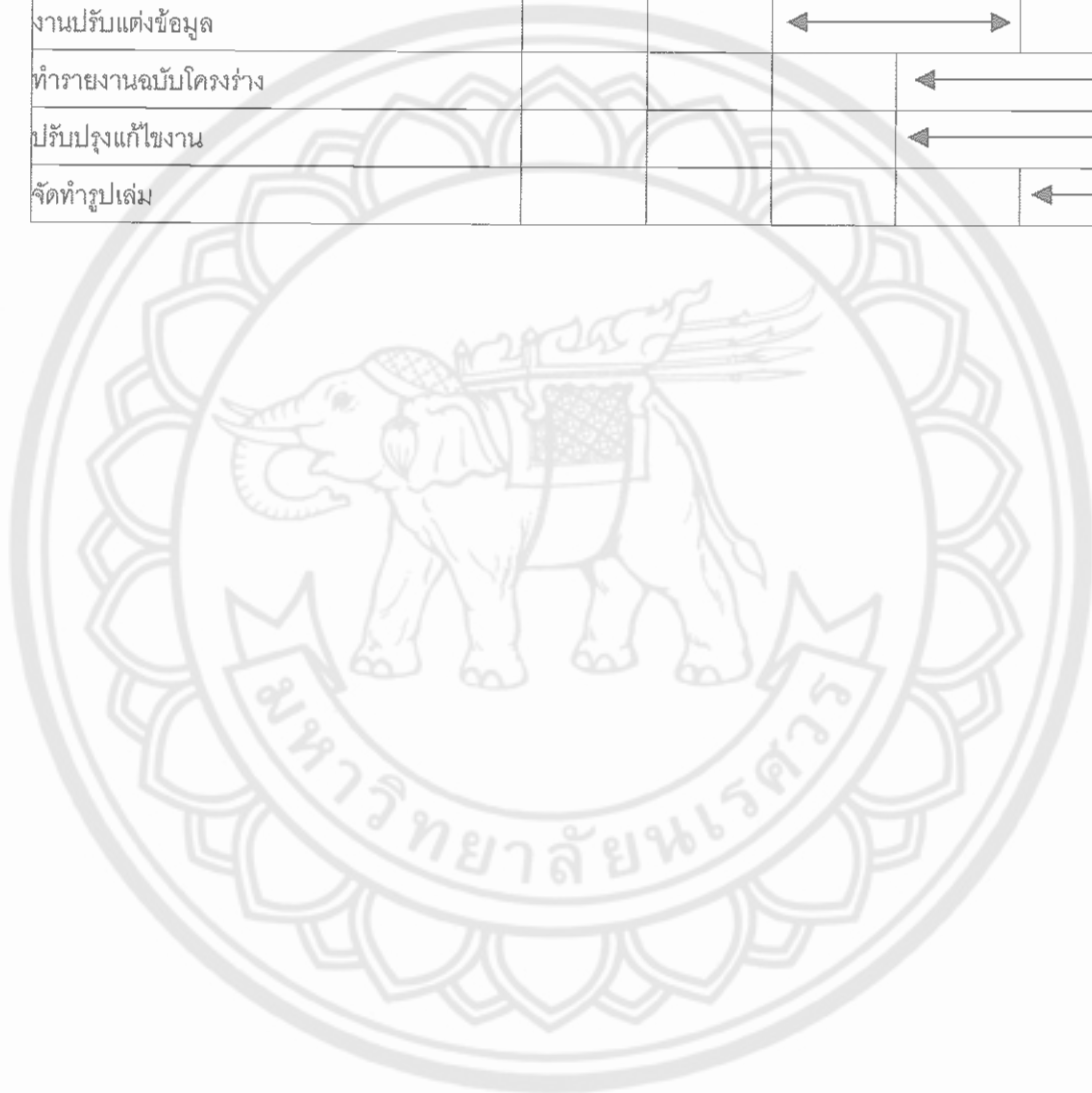 งานปรับแต่งข้อมูล
ทำรายงานฉบับโครงร่าง
ปรับปรุงแก้ไขงาน
จัดทำรูปเล่ม
มหาวิทยาลัยนเรศวร